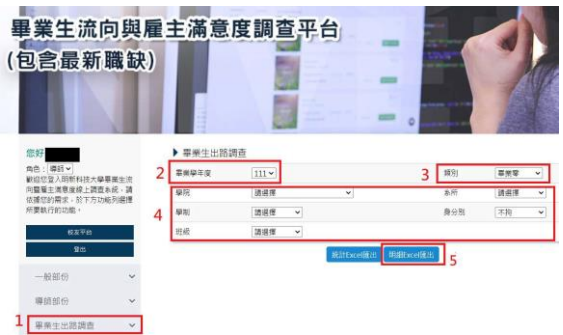 畢業生流向與雇主滿意度調查平台
(包含最新職缺)
您好
角色：導師
歡迎您登入明新科技大學畢業生流
向暨雇主滿意度線上調查系統，請
依據您的需求，於下方功能列選擇
所要執行的功能。
校友平台
登出
一般部份
導師部份
1 畢業生出路調查
畢業生出路調查
2 畢業學年度 111 3 類別
4
學院 請選擇 系所 請選擇
學制 請選擇 身分別 不拘
班級 請選擇
統計Excel匯出 明細Excel匯出 5